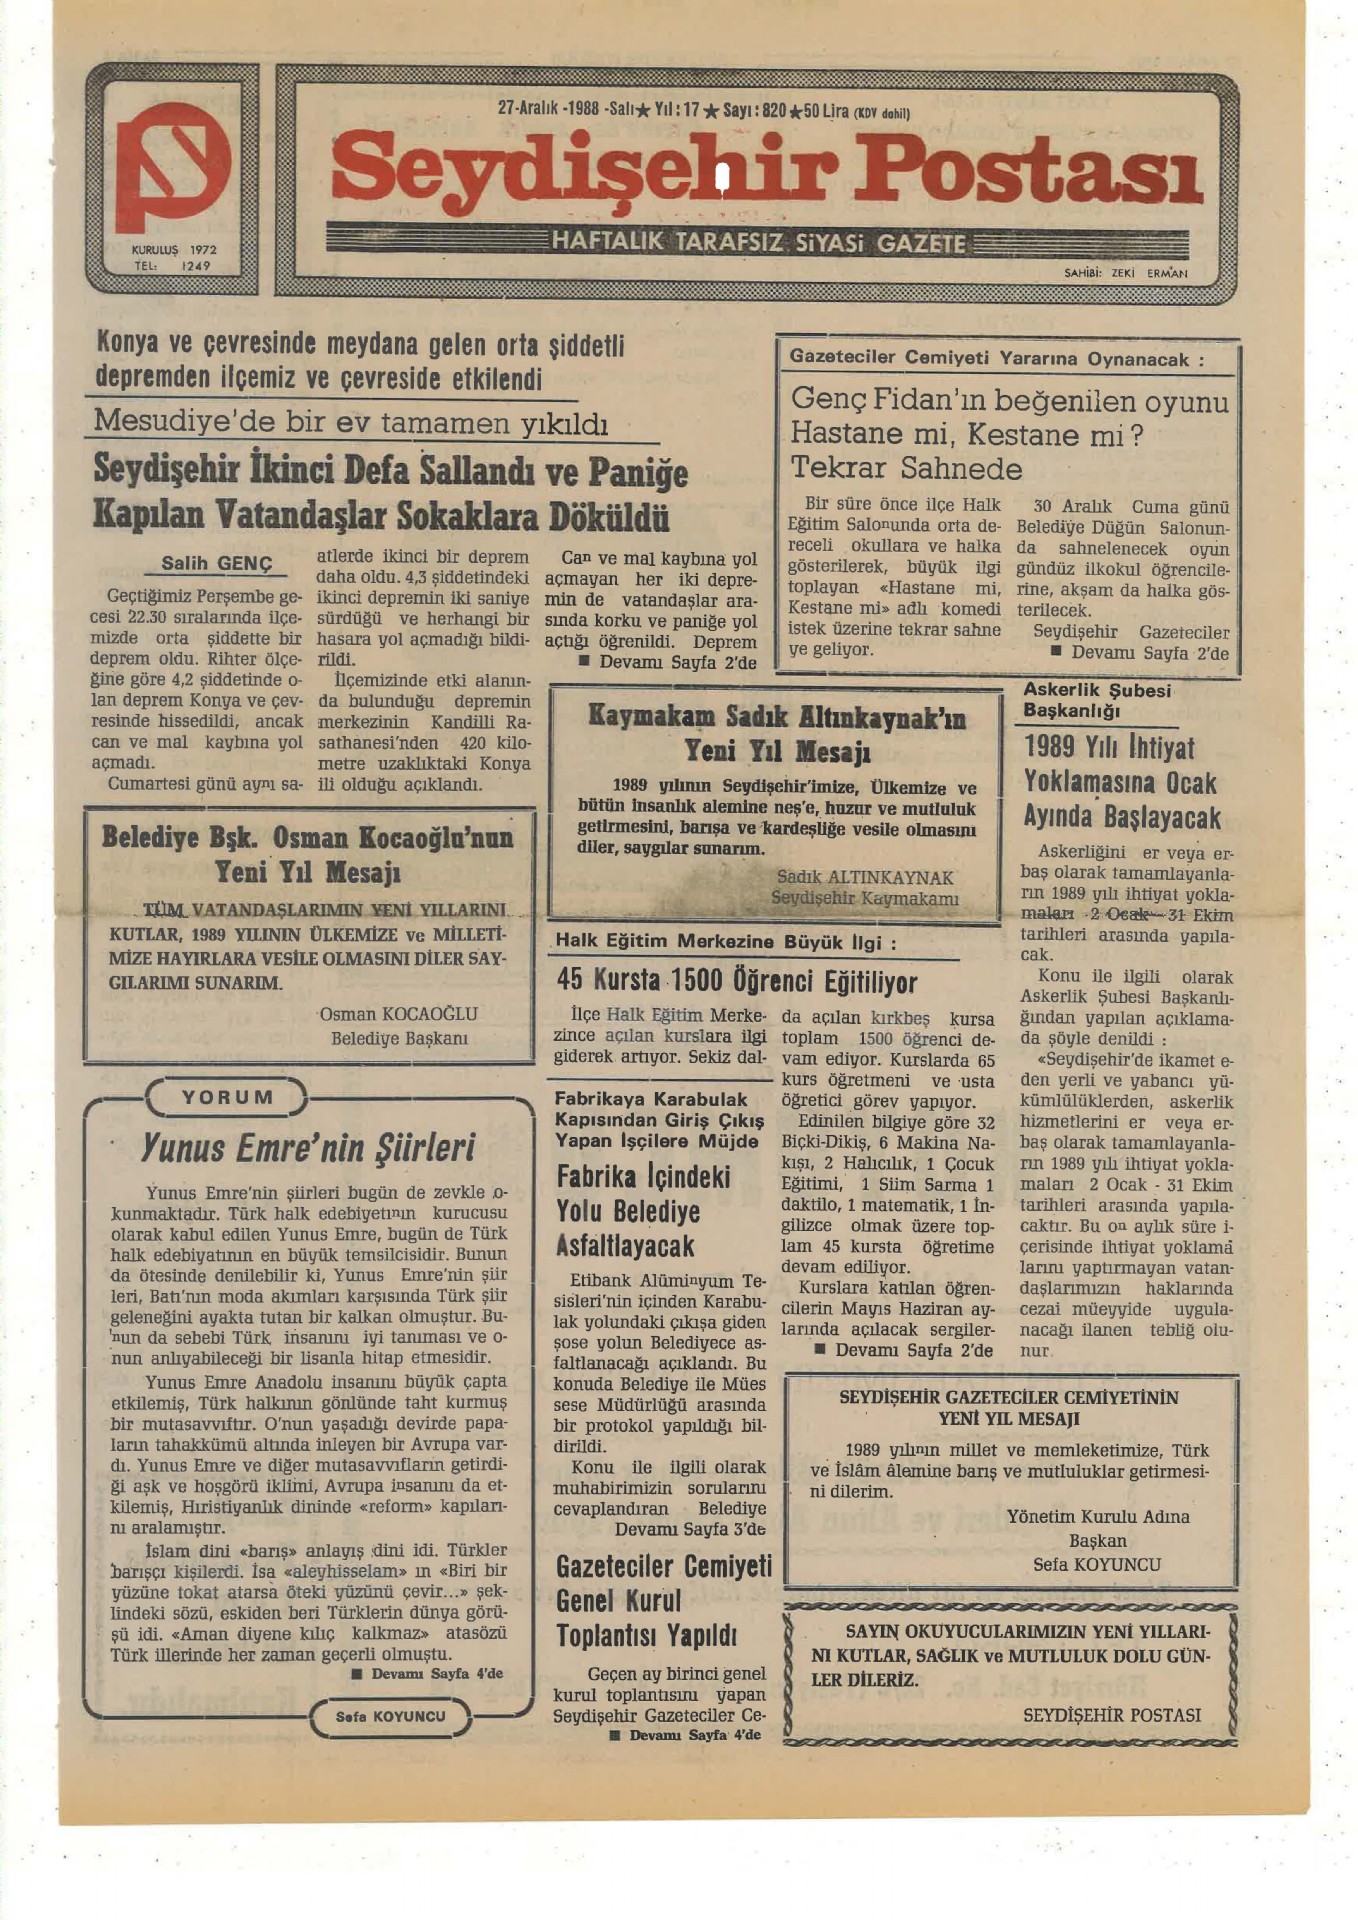 KURULUŞ 1972
TEL: 1249
27-Aralık -1988 -Salı★ Yıl:17 ★ Sayı:820★50 Lira (KDV dahil)
Seydişehir Postası
HAFTALIK TARAFSIZ SİYASİ GAZETE
SAHİBİ: ZEKİ ERMAN
Konya ve çevresinde meydana gelen orta şiddetli
depremden ilçemiz ve çevreside etkilendi
Mesudiye'de bir ev tamamen yıkıldı
Seydişehir İkinci Defa Sallandı ve Paniğe
Kapılan Vatandaşlar Sokaklara Döküldü
Salih GENÇ
Geçtiğimiz Perşembe ge-
cesi 22.30 sıralarında ilçe-
mizde orta şiddette bir
deprem oldu. Rihter ölçe-
ğine göre 4,2 şiddetinde o-
lan deprem Konya ve çev-
resinde hissedildi, ancak
can ve mal kaybına yol
açmadı.
Cumartesi günü aynı sa-
atlerde ikinci bir deprem
daha oldu. 4,3 şiddetindeki
ikinci depremin iki saniye
sürdüğü ve herhangi bir
hasara yol açmadığı bildi-
rildi.
İlçemizinde etki alanın-
da bulunduğu depremin
merkezinin Kandilli Ra-
sathanesi'nden 420 kilo-
metre uzaklıktaki Konya
ili olduğu açıklandı.
Can ve mal kaybına yol
açmayan her iki depre-
min de vatandaşlar ara-
sında korku ve paniğe yol
açtığı öğrenildi. Deprem
■ Devamı Sayfa 2'de
Gazeteciler Cemiyeti Yararına Oynanacak :
Genç Fidan'ın beğenilen oyunu
Hastane mi, Kestane mi?
Tekrar Sahnede
Bir süre önce ilçe Halk
Eğitim Salonunda orta de-
receli okullara ve halka
gösterilerek, büyük ilgi
toplayan «Hastane mi,
Kestane mi» adlı komedi
istek üzerine tekrar sahne
ye geliyor.
30 Aralık Cuma günü
Belediye Düğün Salonun-
da sahnelenecek oyun
gündüz ilkokul öğrencile-
rine, akşam da halka gös-
terilecek.
Seydişehir Gazeteciler
■ Devamı Sayfa 2'de
Kaymakam Sadık Altınkaynak'ın
Yeni Yıl Mesajı
1989 yılının Seydişehir'imize, Ülkemize ve
bütün insanlık alemine neş'e, huzur ve mutluluk
getirmesini, barışa ve kardeşliğe vesile olmasını
diler, saygılar sunarım.
Sadık ALTINKAYNAK
Seydişehir Kaymakamı
Askerlik Şubesi
Başkanlığı
1989 Yılı İhtiyat
Yoklamasına Ocak
Ayında Başlayacak
Askerliğini er veya er-
baş olarak tamamlayanla-
rın 1989 yılı ihtiyat yokla-
maları 2 Ocak - 31 Ekim
tarihleri arasında yapıla-
cak.
Konu ile ilgili olarak
Askerlik Şubesi Başkanlı-
ğından yapılan açıklama-
da şöyle denildi :
«Seydişehir'de ikamet e-
den yerli ve yabancı yü-
kümlülüklerden, askerlik
hizmetlerini er veya er-
baş olarak tamamlayanla-
rın 1989 yılı ihtiyat yokla-
maları 2 Ocak - 31 Ekim
tarihleri arasında yapıla-
caktır. Bu on aylık süre i-
çerisinde ihtiyat yoklama
larını yaptırmayan vatan-
daşlarımızın haklarında
cezai müeyyide uygula-
nacağı ilanen tebliğ olu-
nur.
Belediye Bşk. Osman Kocaoğlu'nun
Yeni Yıl Mesajı
TÜM VATANDAŞLARIMIN YENİ YILLARINI
KUTLAR, 1989 YILININ ÜLKEMİZE ve MİLLETİ-
MİZE HAYIRLARA VESİLE OLMASINI DİLER SAY-
GILARIMI SUNARIM.
Osman KOCAOĞLU
Belediye Başkanı
Halk Eğitim Merkezine Büyük İlgi :
45 Kursta 1500 Öğrenci Eğitiliyor
İlçe Halk Eğitim Merke-
zince açılan kurslara ilgi
giderek artıyor. Sekiz dal-
da açılan kırkbeş kursa
toplam 1500 öğrenci de-
vam ediyor. Kurslarda 65
kurs öğretmeni ve usta
öğretici görev yapıyor.
Edinilen bilgiye göre 32
Biçki-Dikiş, 6 Makina Na-
kışı, 2 Halıcılık, 1 Çocuk
Eğitimi, 1 Siim Sarma 1
daktilo, 1 matematik, 1 İn-
gilizce olmak üzere top-
lam 45 kursta öğretime
devam ediliyor.
Kurslara katılan öğren-
cilerin Mayıs Haziran ay-
larında açılacak sergiler-
■ Devamı Sayfa 2'de
YORUM
Yunus Emre'nin Şiirleri
Yunus Emre'nin şiirleri bugün de zevkle o-
kunmaktadır. Türk halk edebiyetının kurucusu
olarak kabul edilen Yunus Emre, bugün de Türk
halk edebiyatının en büyük temsilcisidir. Bunun
da ötesinde denilebilir ki, Yunus Emre'nin şiir
leri, Batı'nın moda akımları karşısında Türk şiir
geleneğini ayakta tutan bir kalkan olmuştur. Bu-
nun da sebebi Türk insanını iyi tanıması ve o-
nun anlıyabileceği bir lisanla hitap etmesidir.
Yunus Emre Anadolu insanını büyük çapta
etkilemiş, Türk halkının gönlünde taht kurmuş
bir mutasavvıftır. O'nun yaşadığı devirde papa-
ların tahakkümü altında inleyen bir Avrupa var-
dı. Yunus Emre ve diğer mutasavvıfların getirdi-
ği aşk ve hoşgörü iklimi, Avrupa insanını da et-
kilemiş, Hıristiyanlık dininde «reform» kapıları-
nı aralamıştır.
İslam dini «barış» anlayış dini idi. Türkler
barışçı kişilerdi. İsa «aleyhisselam» ın «Biri bir
yüzüne tokat atarsa öteki yüzünü çevir...» şek-
lindeki sözü, eskiden beri Türklerin dünya görü-
şü idi. «Aman diyene kılıç kalkmaz» atasözü
Türk illerinde her zaman geçerli olmuştu.
■ Devamı Sayfa 4'de
Sefa KOYUNCU
Fabrikaya Karabulak
Kapısından Giriş Çıkış
Yapan İşçilere Müjde
Fabrika İçindeki
Yolu Belediye
Asfaltlayacak
Etibank Alüminyum Te-
sisleri'nin içinden Karabu-
lak yolundaki çıkışa giden
şose yolun Belediyece as-
faltlanacağı açıklandı. Bu
konuda Belediye ile Mües
sese Müdürlüğü arasında
bir protokol yapıldığı bil-
dirildi.
Konu ile ilgili olarak
muhabirimizin sorularını
cevaplandıran Belediye
Devamı Sayfa 3'de
Gazeteciler Cemiyeti
Genel Kurul
Toplantısı Yapıldı
Geçen ay birinci genel
kurul toplantısını yapan
Seydişehir Gazeteciler Ce-
■ Devamı Sayfa 4'de
SEYDİŞEHİR GAZETECİLER CEMİYETİNİN
YENİ YIL MESAJI
1989 yılının millet ve memleketimize, Türk
ve İslâm âlemine barış ve mutluluklar getirmesi-
ni dilerim.
Yönetim Kurulu Adına
Başkan
Sefa KOYUNCU
SAYIN OKUYUCULARIMIZIN YENİ YILLARI-
NI KUTLAR, SAĞLIK ve MUTLULUK DOLU GÜN-
LER DİLERİZ.
SEYDİŞEHİR POSTASI